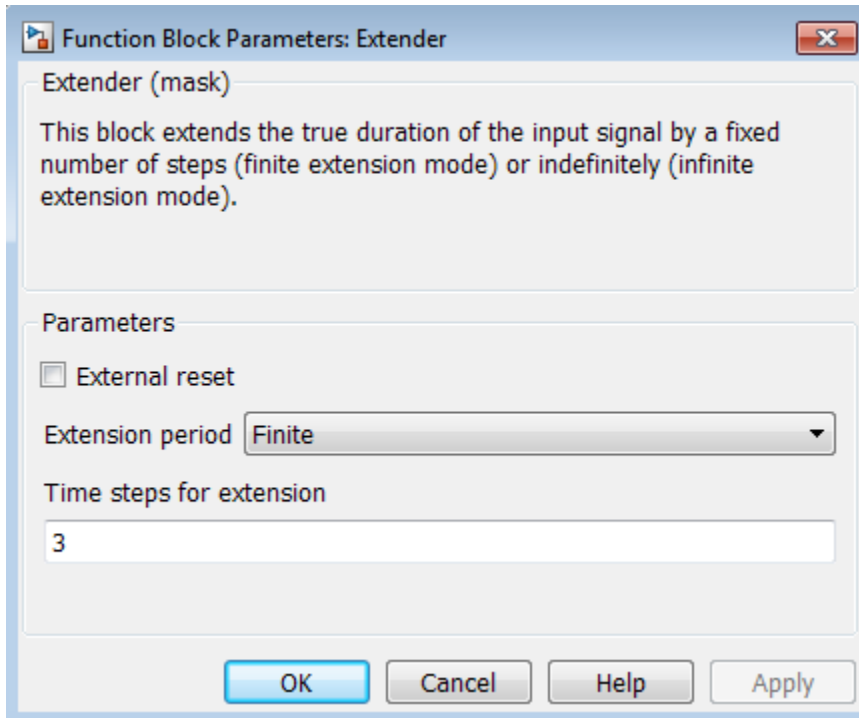 Function Block Parameters: Extender
Extender (mask)
This block extends the true duration of the input signal by a fixed
number of steps (finite extension mode) or indefinitely (infinite
extension mode).
Parameters
External reset
Extension period Finite
Time steps for extension
3
OK Cancel Help Apply